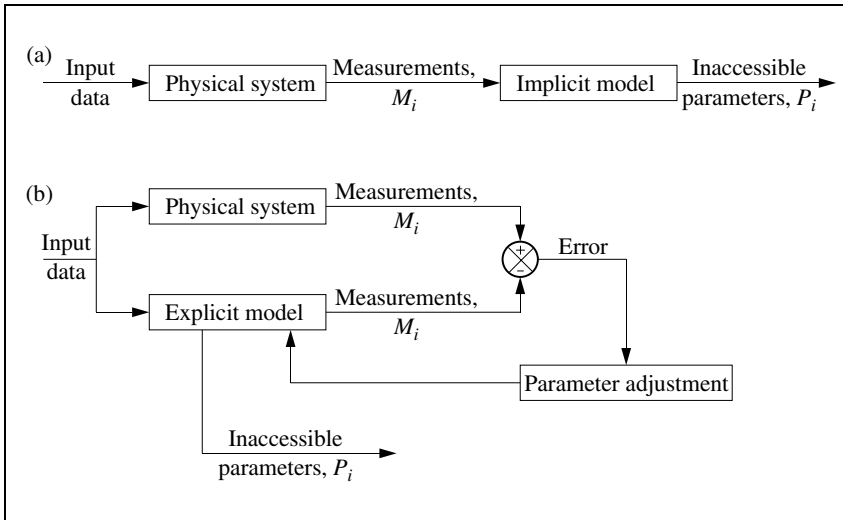 (a)
Input
data
Physical system
Measurements,
M_i
Implicit model
Inaccessible
parameters, P_i
(b)
Input
data
Physical system
Measurements,
M_i
+
−
Error
Explicit model
Measurements,
M_i
Parameter adjustment
Inaccessible
parameters, P_i